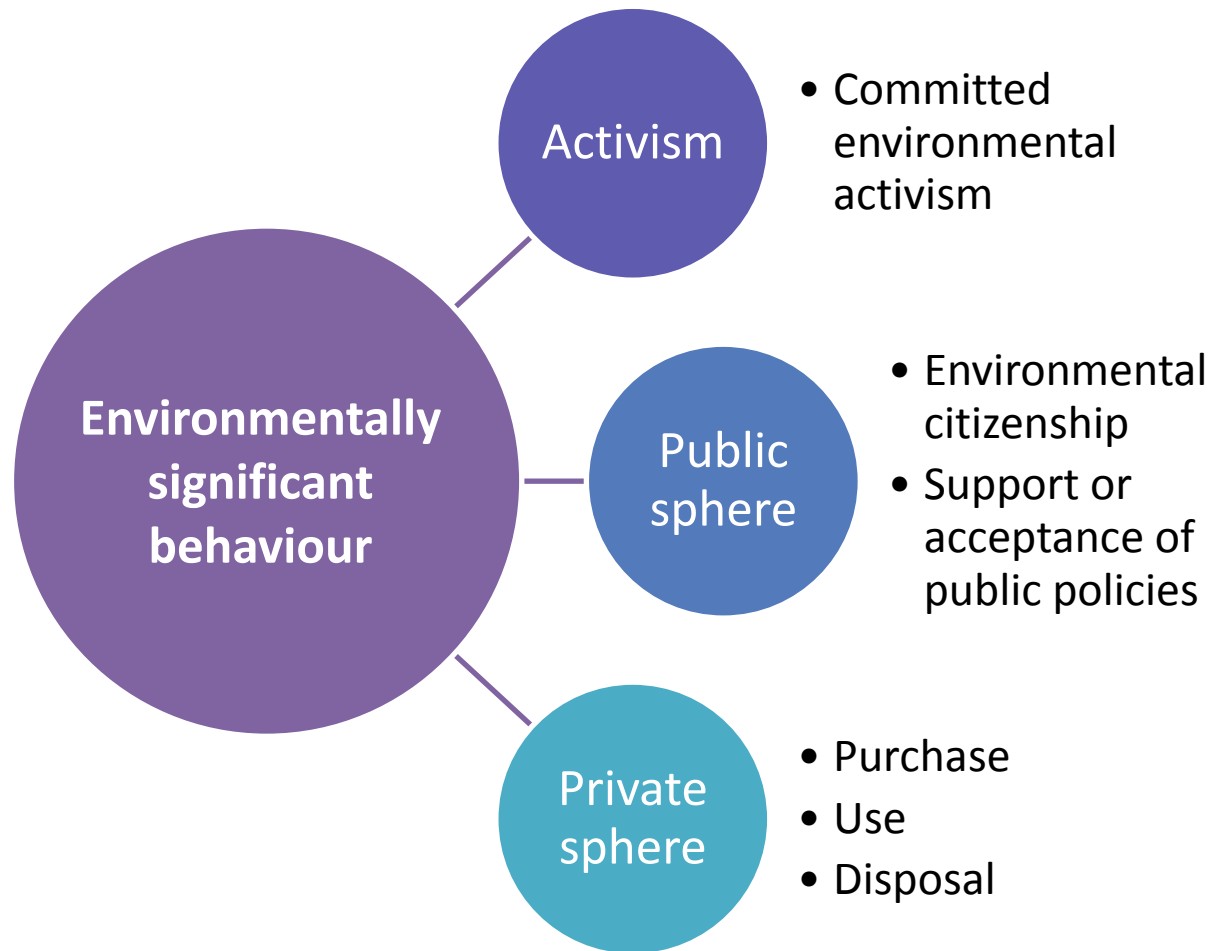 Activism
• Committed
environmental
activism
Environmentally
significant
behaviour
Public
sphere
• Environmental
citizenship
• Support or
acceptance of
public policies
Private
sphere
• Purchase
• Use
• Disposal